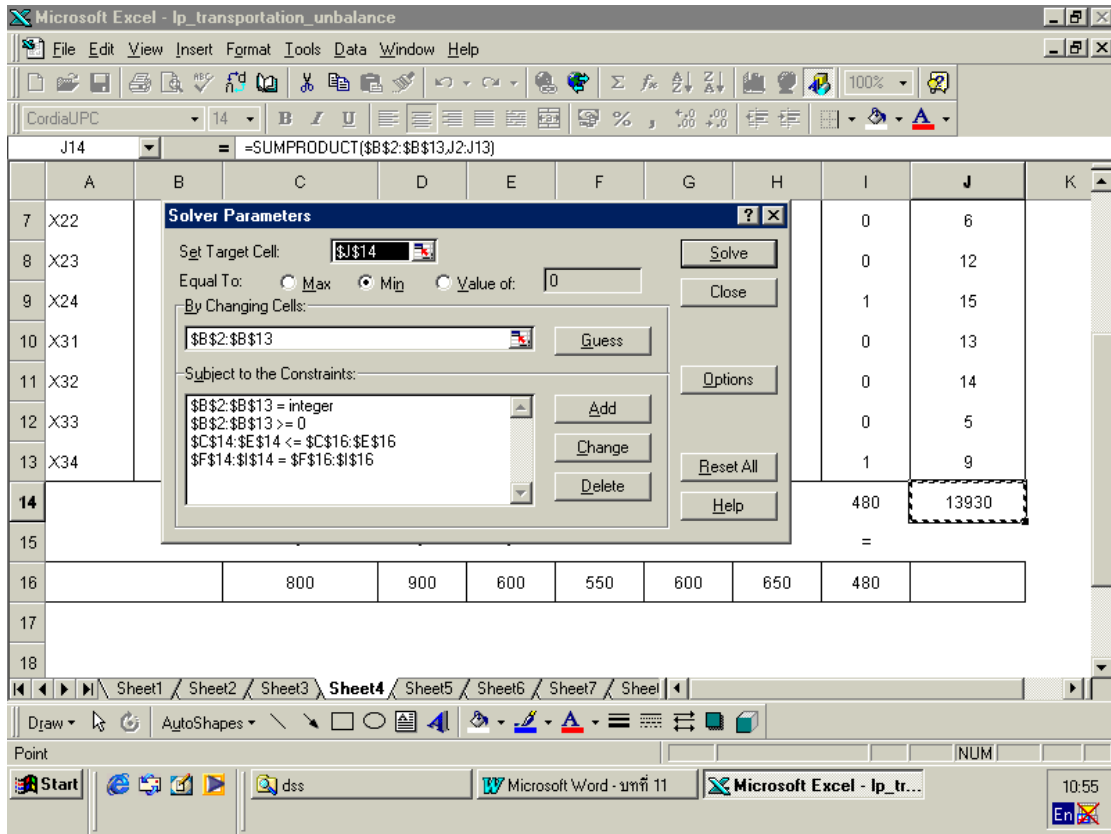 Microsoft Excel - lp_transportation_unbalance
File Edit View Insert Format Tools Data Window Help
100%
CordiaUPC 14 B I U % ,
J14 = =SUMPRODUCT($B$2:$B$13,J2:J13)
A B C D E F G H I J K
7 X22 0 6
8 X23 0 12
9 X24 1 15
10 X31 0 13
11 X32 0 14
12 X33 0 5
13 X34 1 9
14 480 13930
15 =
16 800 900 600 550 600 650 480
17
18
Solver Parameters
Set Target Cell: $J$14 Solve
Equal To: Max Min Value of: 0 Close
By Changing Cells:
$B$2:$B$13 Guess
Subject to the Constraints: Options
$B$2:$B$13 = integer Add
$B$2:$B$13 >= 0
$C$14:$E$14 <= $C$16:$E$16 Change
$F$14:$I$14 = $F$16:$I$16 Reset All
Delete
Help
Sheet1 Sheet2 Sheet3 Sheet4 Sheet5 Sheet6 Sheet7 Sheel
Draw AutoShapes
Point NUM
Start dss Microsoft Word - บทที่ 11 Microsoft Excel - lp_tr... 10:55
En